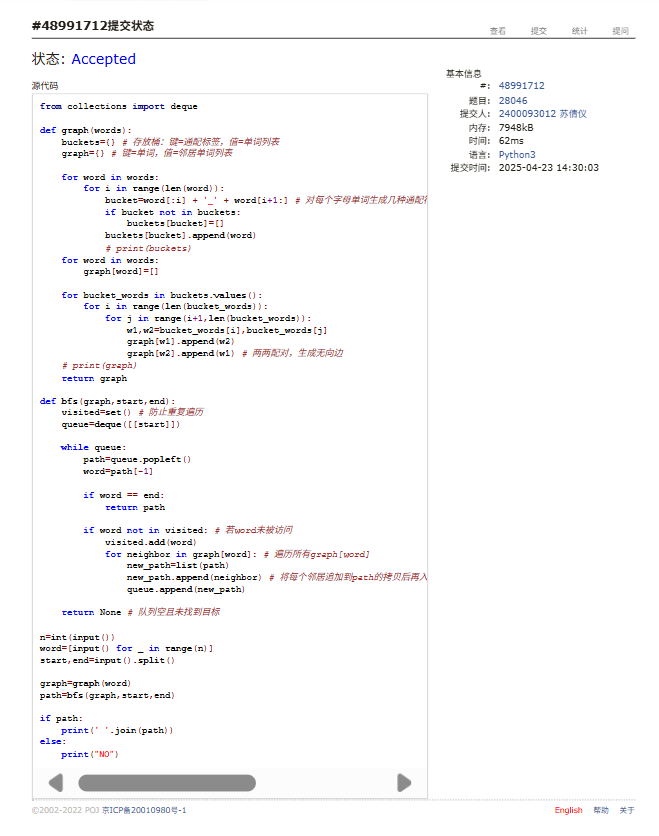 #48991712提交状态
查看 提交 统计 提问
状态: Accepted
源代码
from collections import deque
def graph(words):
    buckets={} # 存放桶: 键=通配标签, 值=单词列表
    graph={} # 键=单词, 值=邻居单词列表
    for word in words:
        for i in range(len(word)):
            bucket=word[:i] + '_' + word[i+1:] # 对每个字母单词生成几种通配
            if bucket not in buckets:
                buckets[bucket]=[]
            buckets[bucket].append(word)
            # print(buckets)
    for word in words:
        graph[word]=[]
    for bucket_words in buckets.values():
        for i in range(len(bucket_words)):
            for j in range(i+1,len(bucket_words)):
                w1,w2=bucket_words[i],bucket_words[j]
                graph[w1].append(w2)
                graph[w2].append(w1) # 两两配对, 生成无向边
    # print(graph)
    return graph
def bfs(graph,start,end):
    visited=set() # 防止重复遍历
    queue=deque([[start]])
    while queue:
        path=queue.popleft()
        word=path[-1]
        if word == end:
            return path
        if word not in visited: # 若word未被访问
            visited.add(word)
            for neighbor in graph[word]: # 遍历所有graph[word]
                new_path=list(path)
                new_path.append(neighbor) # 将每个邻居追加到path的拷贝后再入
                queue.append(new_path)
    return None # 队列空且未找到目标
n=int(input())
word=[input() for _ in range(n)]
start,end=input().split()
graph=graph(word)
path=bfs(graph,start,end)
if path:
    print(' '.join(path))
else:
    print("NO")
基本信息
#: 48991712
题目: 28046
提交人: 2400093012 苏倩仪
内存: 7948kB
时间: 62ms
语言: Python3
提交时间: 2025-04-23 14:30:03
©2002-2022 POJ 京ICP备20010980号-1
English 帮助 关于